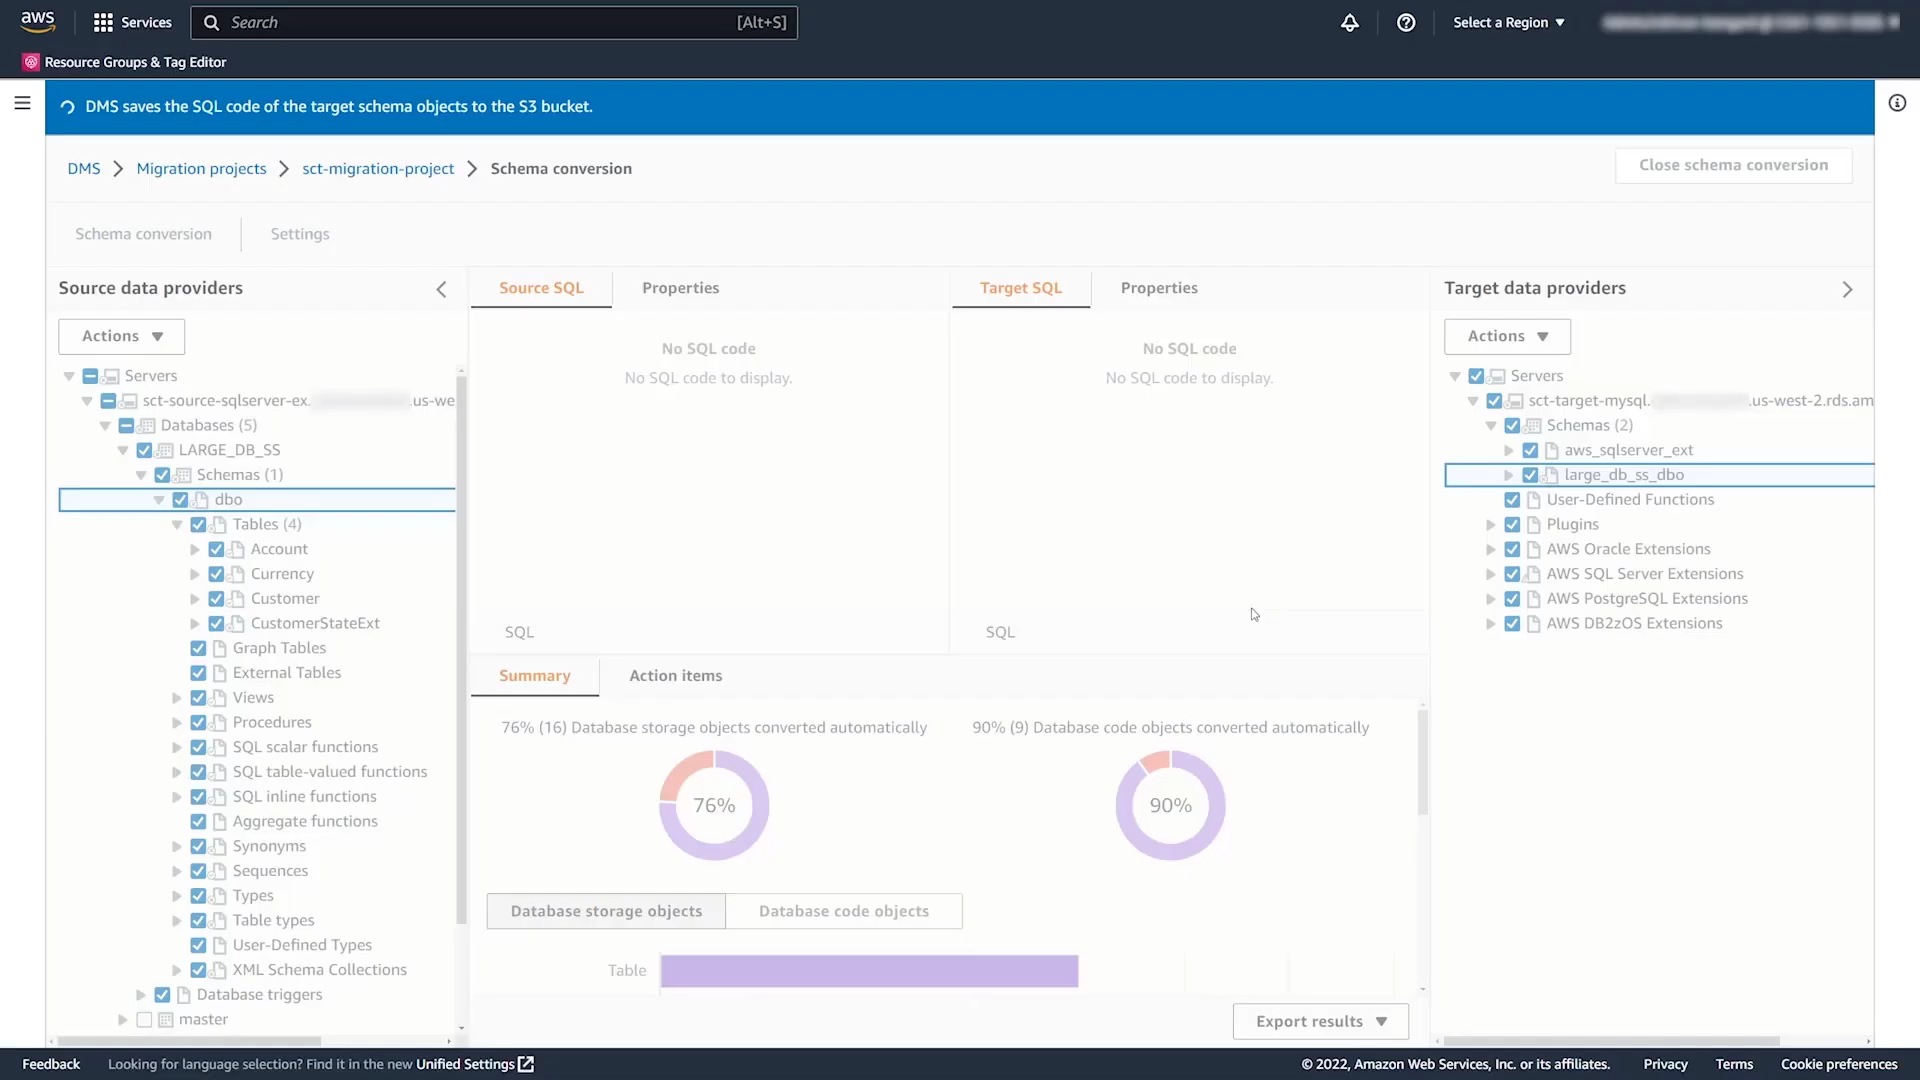 aws
Services
Search
[Alt+S]
Select a Region
Resource Groups & Tag Editor
DMS saves the SQL code of the target schema objects to the S3 bucket.
DMS
Migration projects
sct-migration-project
Schema conversion
Close schema conversion
Schema conversion
Settings
Source data providers
Actions
Servers
sct-source-sqlserver-ex.
.us-we
Databases (5)
LARGE_DB_SS
Schemas (1)
dbo
Tables (4)
Account
Currency
Customer
CustomerStateExt
Graph Tables
External Tables
Views
Procedures
SQL scalar functions
SQL table-valued functions
SQL inline functions
Aggregate functions
Synonyms
Sequences
Types
Table types
User-Defined Types
XML Schema Collections
Database triggers
master
Source SQL
Properties
No SQL code
No SQL code to display.
SQL
Target SQL
Properties
No SQL code
No SQL code to display.
SQL
Summary
Action items
76% (16) Database storage objects converted automatically
76%
90% (9) Database code objects converted automatically
90%
Database storage objects
Database code objects
Table
Export results
Target data providers
Actions
Servers
sct-target-mysql.
.us-west-2.rds.am
Schemas (2)
aws_sqlserver_ext
large_db_ss_dbo
User-Defined Functions
Plugins
AWS Oracle Extensions
AWS SQL Server Extensions
AWS PostgreSQL Extensions
AWS DB2zOS Extensions
Feedback
Looking for language selection? Find it in the new Unified Settings
© 2022, Amazon Web Services, Inc. or its affiliates.
Privacy
Terms
Cookie preferences